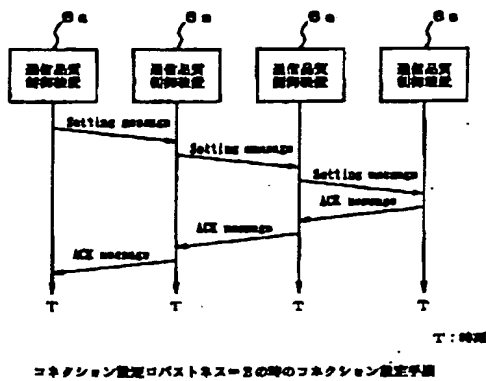 6a 6a 6a 6a
通信品質 通信品質 通信品質 通信品質
制御装置 制御装置 制御装置 制御装置
Setting message
Setting message
Setting message
ACK message
ACK message
ACK message
T T T T
T：時間
コネクション設定ロバストネス＝2の時のコネクション設定手順